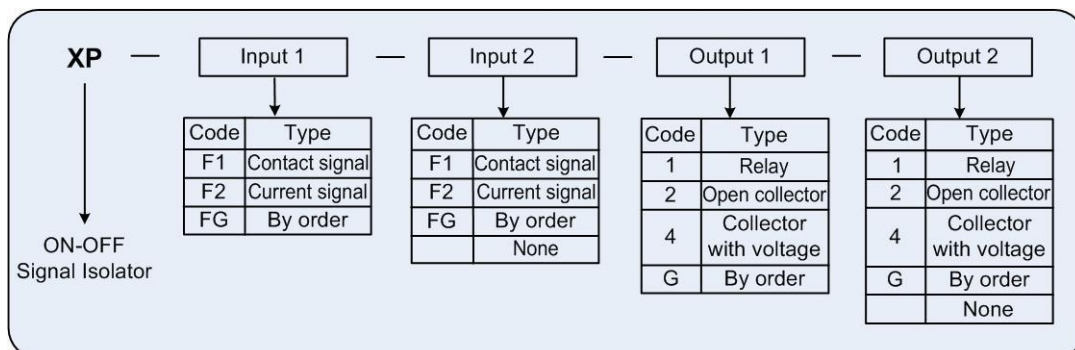 XP — Input 1 — Input 2 — Output 1 — Output 2
ON-OFF
Signal Isolator
Code Type
F1 Contact signal
F2 Current signal
FG By order
Code Type
F1 Contact signal
F2 Current signal
FG By order
None
Code Type
1 Relay
2 Open collector
4 Collector
with voltage
G By order
Code Type
1 Relay
2 Open collector
4 Collector
with voltage
G By order
None